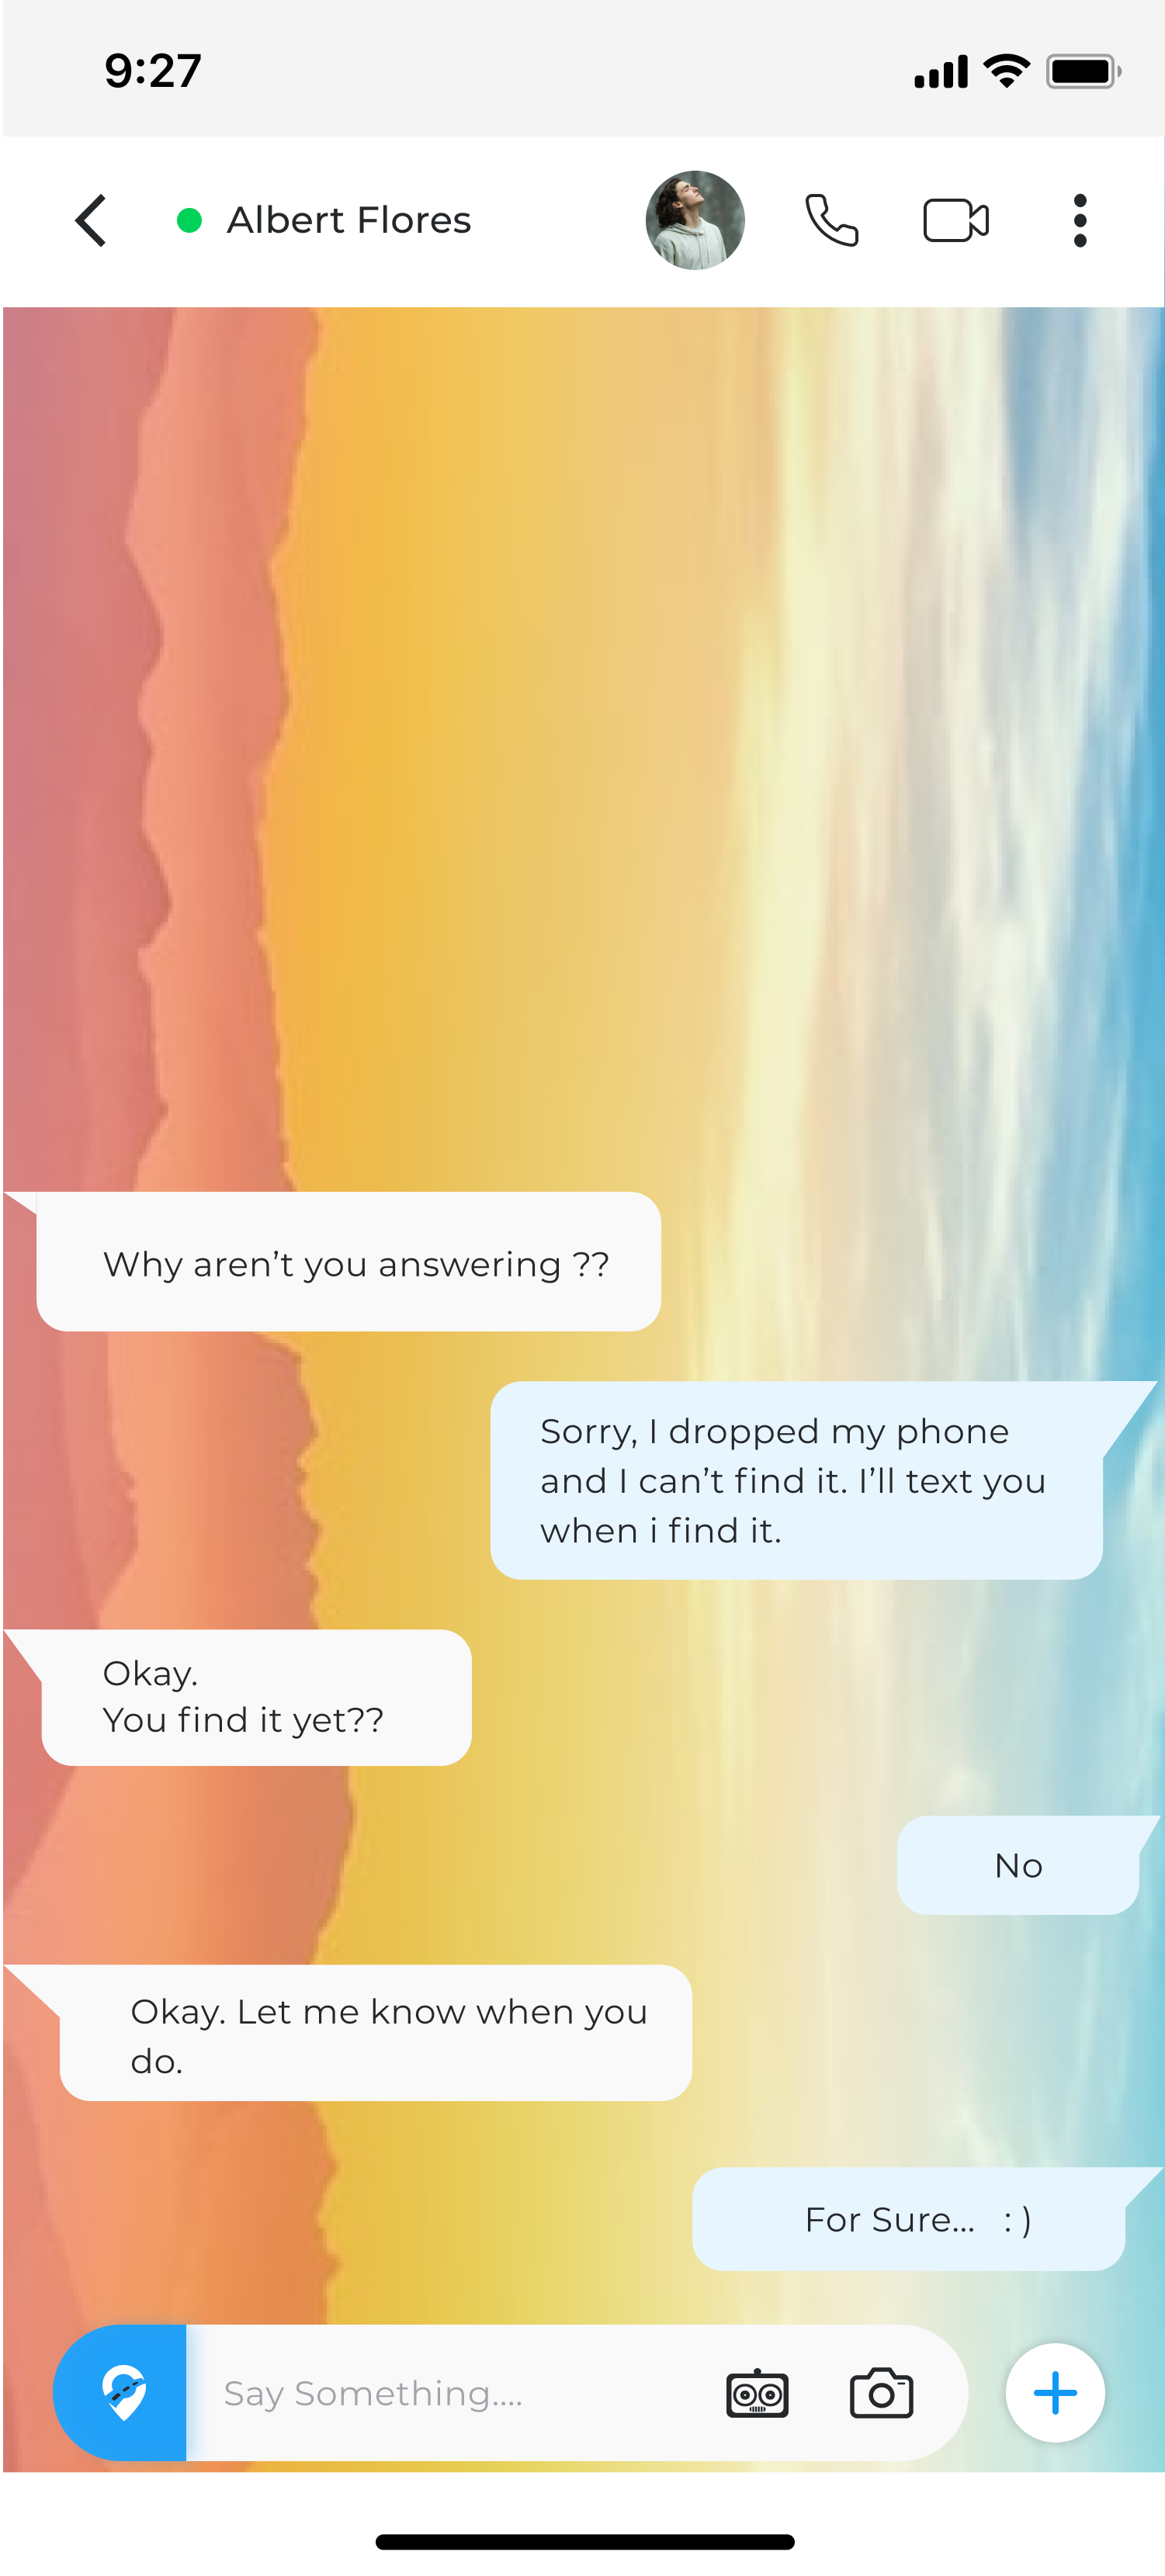 9:27
Albert Flores
Why aren’t you answering ??
Sorry, I dropped my phone
and I can’t find it. I’ll text you
when i find it.
Okay.
You find it yet??
No
Okay. Let me know when you
do.
For Sure... : )
Say Something....